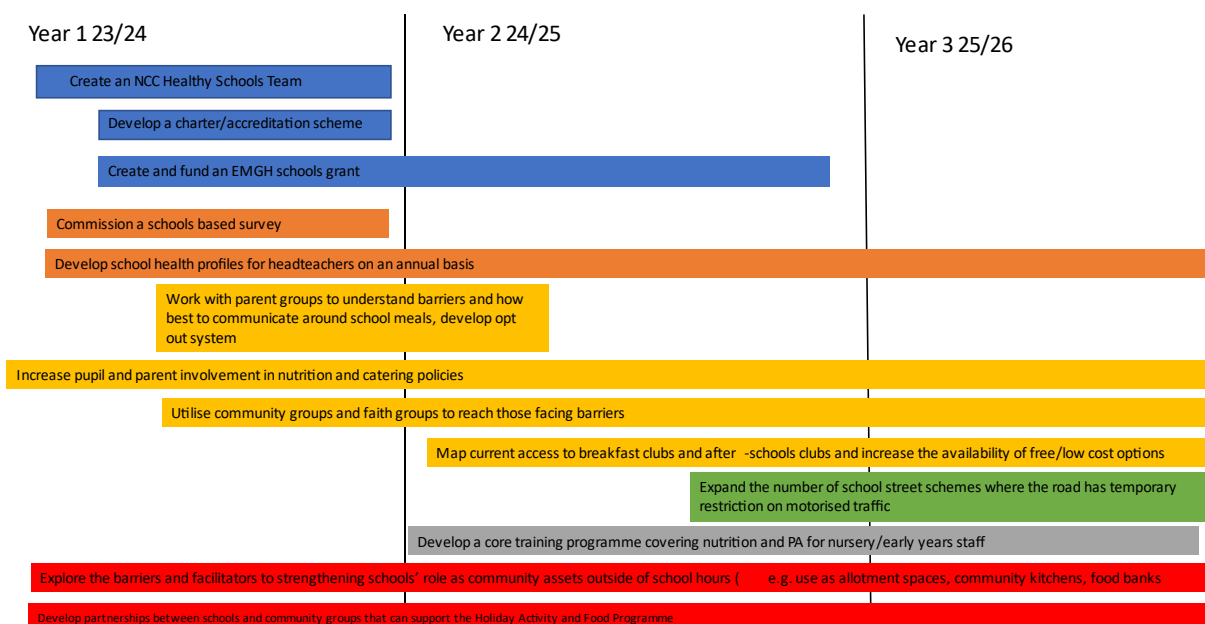 Year 1 23/24
Year 2 24/25
Year 3 25/26
Create an NCC Healthy Schools Team
Develop a charter/accreditation scheme
Create and fund an EMGH schools grant
Commission a schools based survey
Develop school health profiles for headteachers on an annual basis
Work with parent groups to understand barriers and how
best to communicate around school meals, develop opt
out system
Increase pupil and parent involvement in nutrition and catering policies
Utilise community groups and faith groups to reach those facing barriers
Map current access to breakfast clubs and after -schools clubs and increase the availability of free/low cost options
Expand the number of school street schemes where the road has temporary
restriction on motorised traffic
Develop a core training programme covering nutrition and PA for nursery/early years staff
Explore the barriers and facilitators to strengthening schools' role as community assets outside of school hours ( e.g. use as allotment spaces, community kitchens, food banks
Develop partnerships between schools and community groups that can support the Holiday Activity and Food Programme